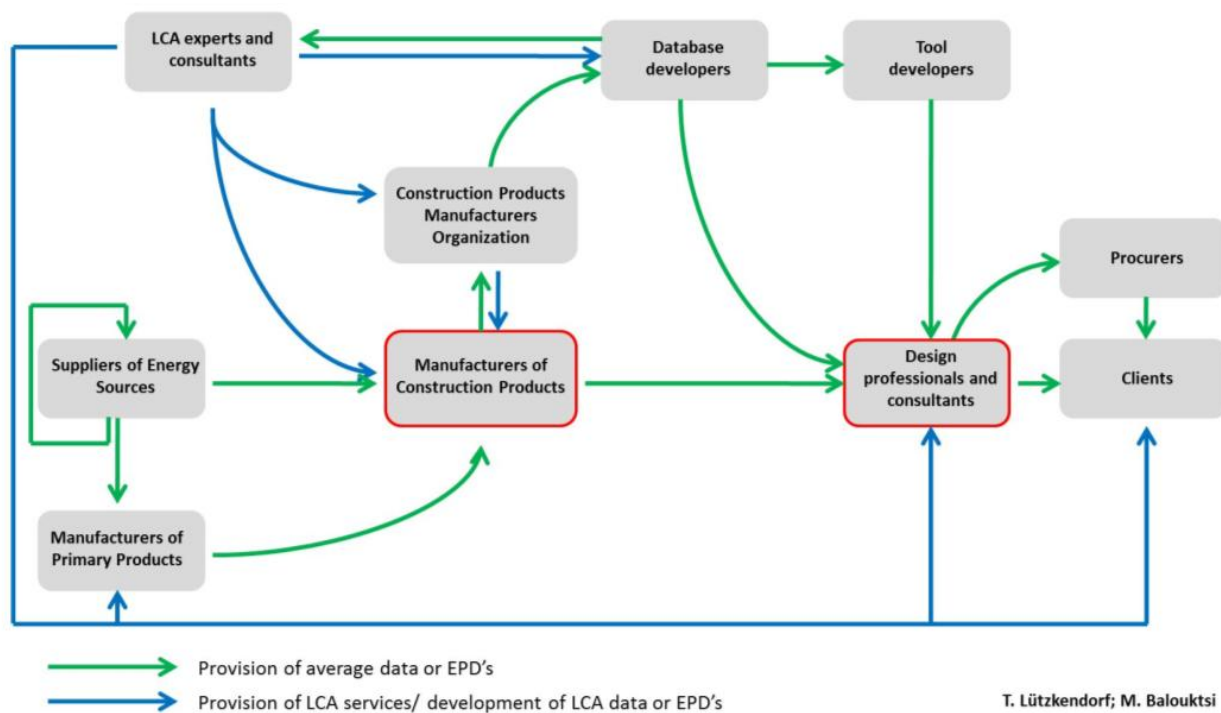 LCA experts and
consultants
Database
developers
Tool
developers
Construction Products
Manufacturers
Organization
Procurers
Suppliers of Energy
Sources
Manufacturers of
Construction Products
Design
professionals and
consultants
Clients
Manufacturers of
Primary Products
Provision of average data or EPD's
Provision of LCA services/ development of LCA data or EPD's
T. Lützkendorf; M. Balouktsi